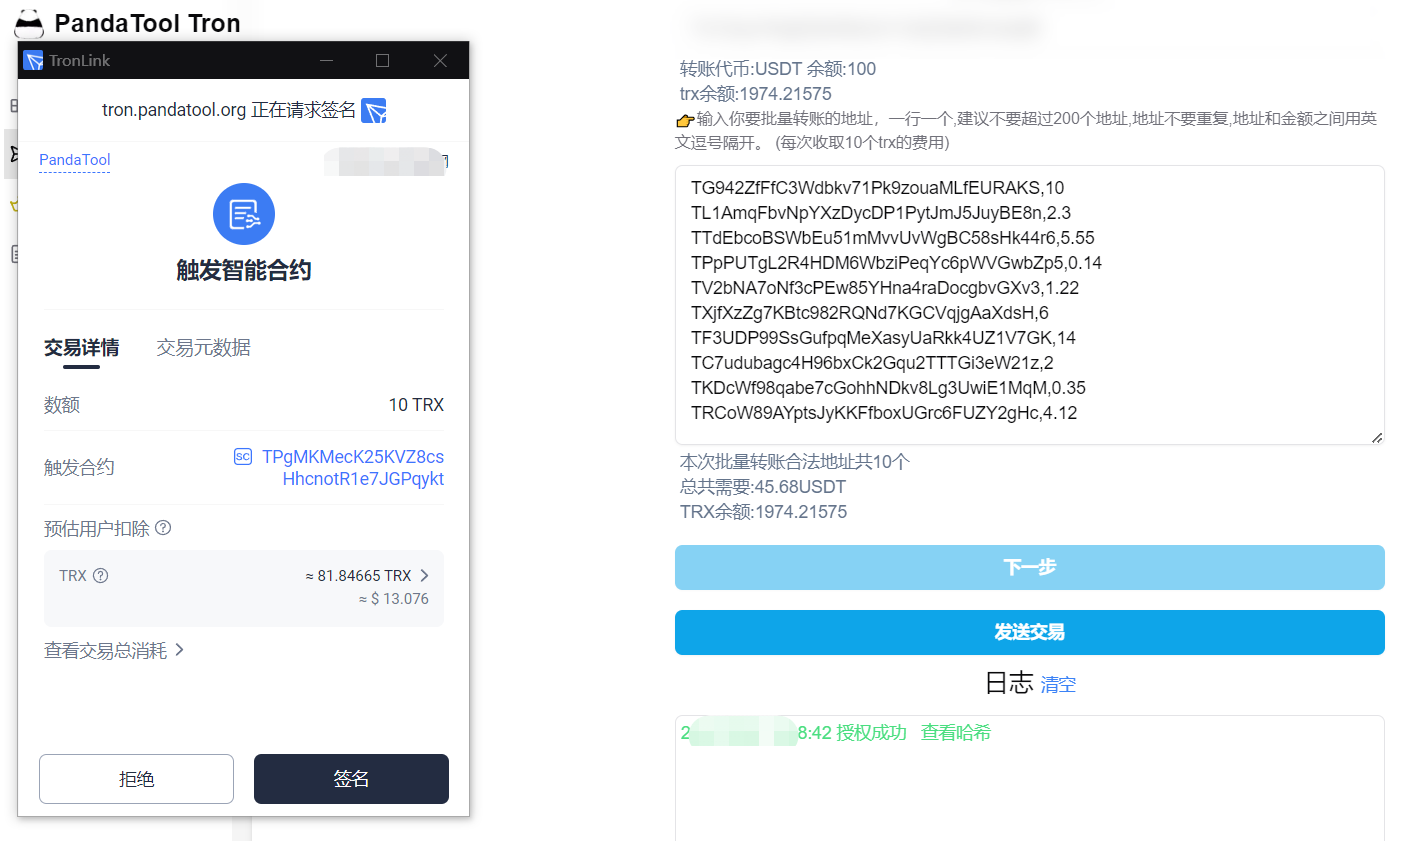 PandaTool Tron
TronLink
tron.pandatool.org 正在请求签名
PandaTool
触发智能合约
交易详情 交易元数据
数额 10 TRX
触发合约 TPgMKMecK25KVZ8cs
HhcnotR1e7JGPqykt
预估用户扣除
TRX ≈ 81.84665 TRX
≈ $ 13.076
查看交易总消耗
拒绝 签名
转账代币:USDT 余额:100
trx余额:1974.21575
👉输入你要批量转账的地址，一行一个,建议不要超过200个地址,地址不要重复,地址和金额之间用英
文逗号隔开。 (每次收取10个trx的费用)
TG942ZfFfC3Wdbkv71Pk9zouaMLfEURAKS,10
TL1AmqFbvNpYXzDycDP1PytJmJ5JuyBE8n,2.3
TTdEbcoBSWbEu51mMvvUvWgBC58sHk44r6,5.55
TPpPUTgL2R4HDM6WbziPeqYc6pWVGwbZp5,0.14
TV2bNA7oNf3cPEw85YHna4raDocgbvGXv3,1.22
TXjfXzZg7KBtc982RQNd7KGCVqjgAaXdsH,6
TF3UDP99SsGufpqMeXasyUaRkk4UZ1V7GK,14
TC7udubagc4H96bxCk2Gqu2TTTGi3eW21z,2
TKDcWf98qabe7cGohhNDkv8Lg3UwiE1MqM,0.35
TRCoW89AYptsJyKKFfboxUGrc6FUZY2gHc,4.12
本次批量转账合法地址共10个
总共需要:45.68USDT
TRX余额:1974.21575
下一步
发送交易
日志 清空
8:42 授权成功 查看哈希